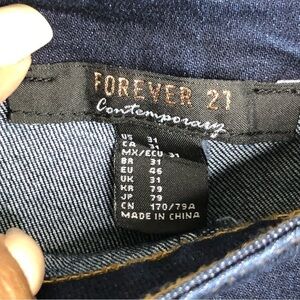 FOREVER 21
Contemporary
US 31
CA 31
MX/ECU 31
BR 31
EU 46
UK 31
KR 79
JP 79
CN 170/79A
MADE IN CHINA